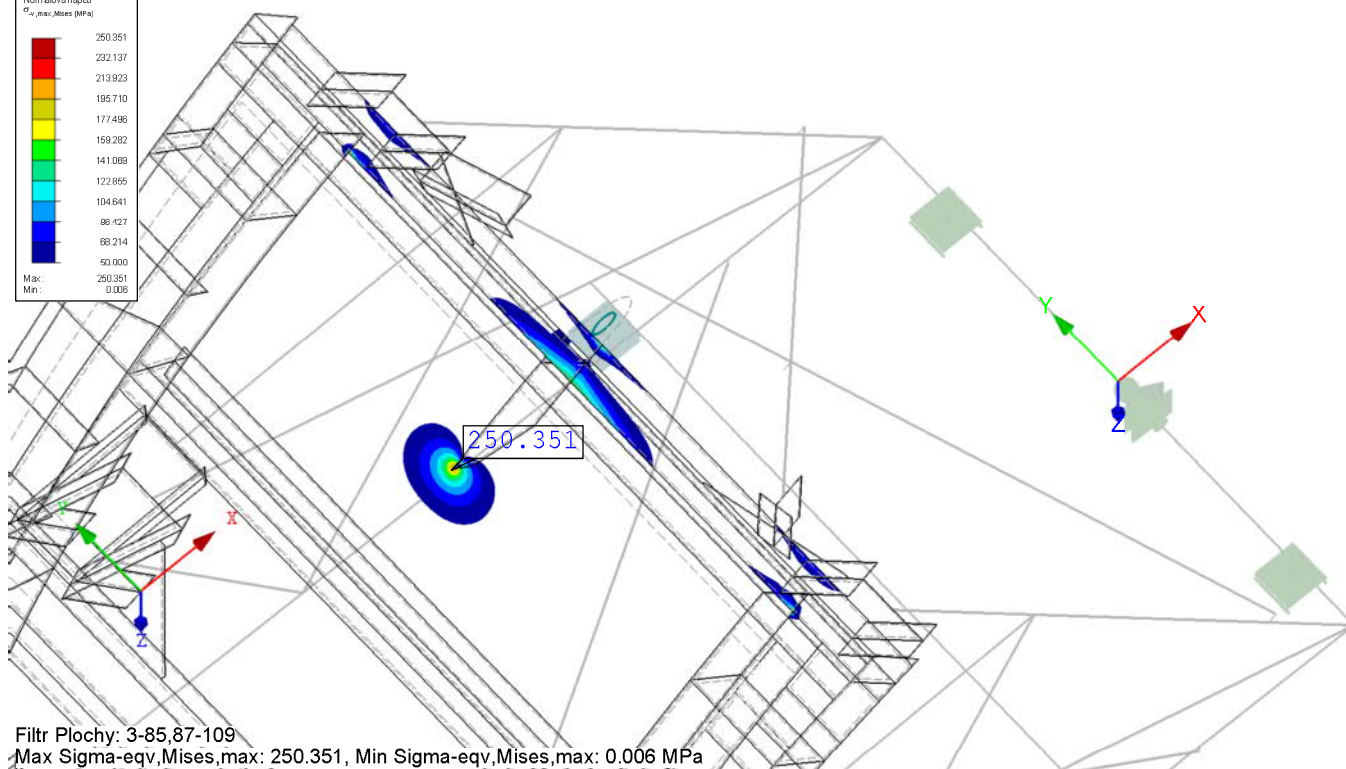 Normálová napětí
σ-v,max,Mises [MPa]
250.351
232.137
213.923
195.710
177.496
159.282
141.069
122.855
104.641
86.427
68.214
50.000
Max : 250.351
Min : 0.006
Y
X
Z
250.351
Y
X
Z
Filtr Plochy: 3-85,87-109
Max Sigma-eqv,Mises,max: 250.351, Min Sigma-eqv,Mises,max: 0.006 MPa